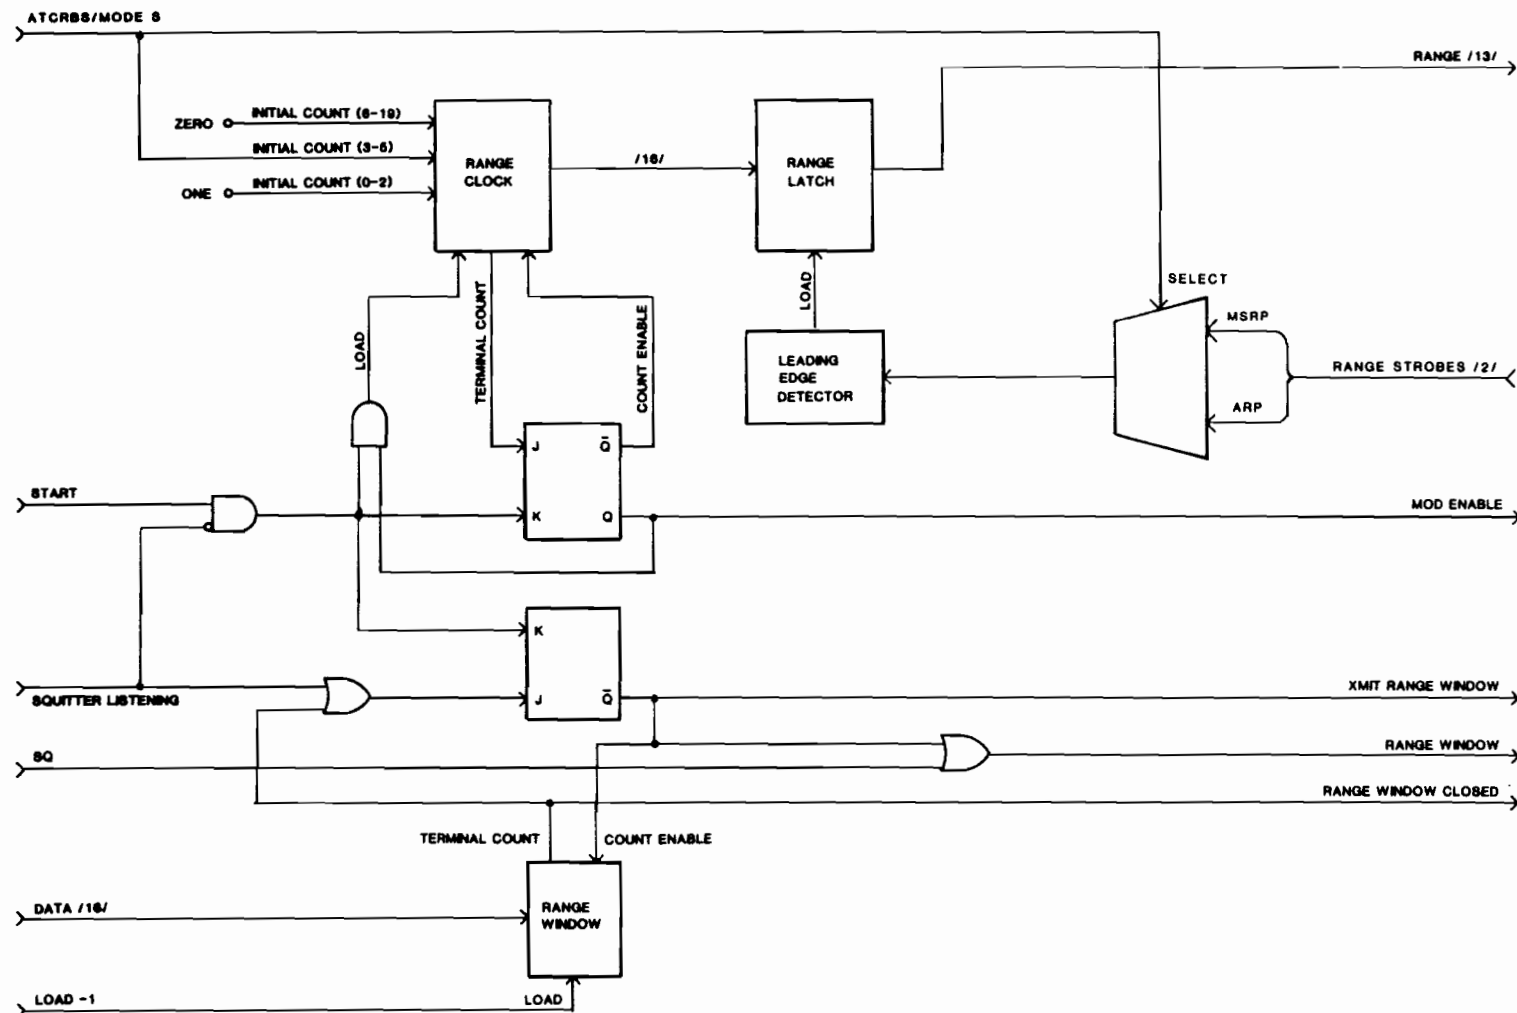 ATCRBS/MODE S
RANGE /13/
ZERO
INITIAL COUNT (6-19)
INITIAL COUNT (3-5)
ONE
INITIAL COUNT (0-2)
RANGE
CLOCK
/16/
RANGE
LATCH
SELECT
LOAD
TERMINAL COUNT
COUNT ENABLE
LOAD
LEADING
EDGE
DETECTOR
MSRP
RANGE STROBES /2/
ARP
J
Q̅
START
K
Q
MOD ENABLE
K
SQUITTER LISTENING
J
Q̅
XMIT RANGE WINDOW
SQ
RANGE WINDOW
RANGE WINDOW CLOSED
TERMINAL COUNT
COUNT ENABLE
DATA /16/
RANGE
WINDOW
LOAD -1
LOAD